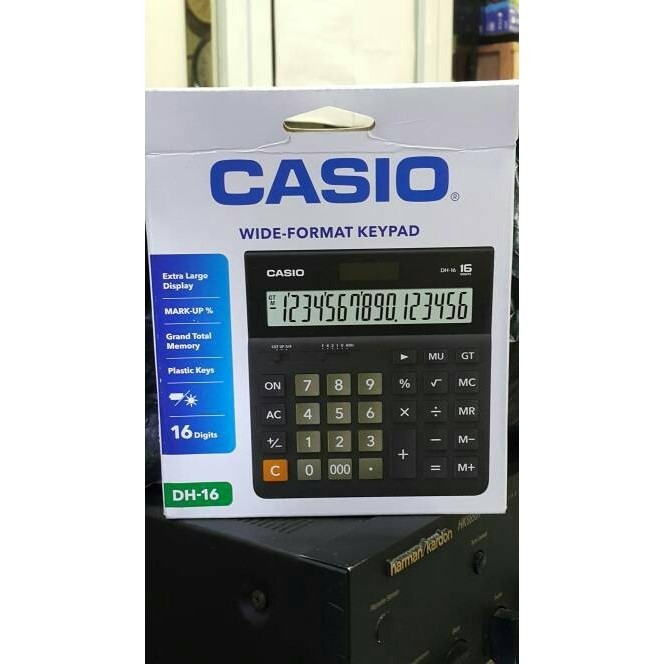 CASIO®
WIDE-FORMAT KEYPAD
Extra Large
Display
MARK-UP %
Grand Total
Memory
Plastic Keys
16 Digits
DH-16
CASIO
DH-16 16
DIGITS
GT
M
-1234567890,123456
► MU GT
ON 7 8 9 % √ MC
AC 4 5 6 × ÷ MR
+/− 1 2 3 + − M−
C 0 000 · = M+
harman/kardon